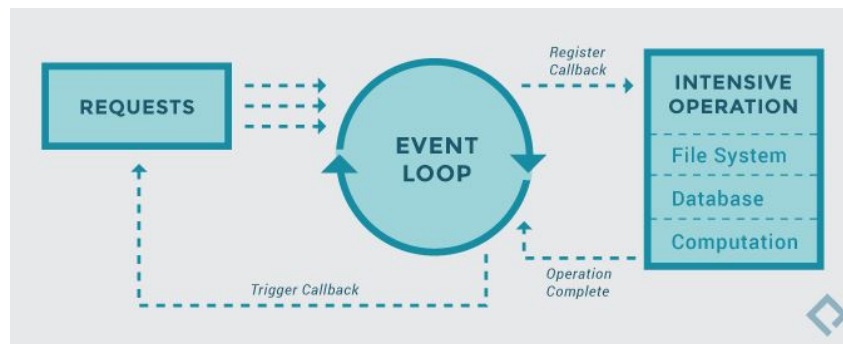 REQUESTS
EVENT
LOOP
Register
Callback
INTENSIVE
OPERATION
File System
Database
Computation
Operation
Complete
Trigger Callback